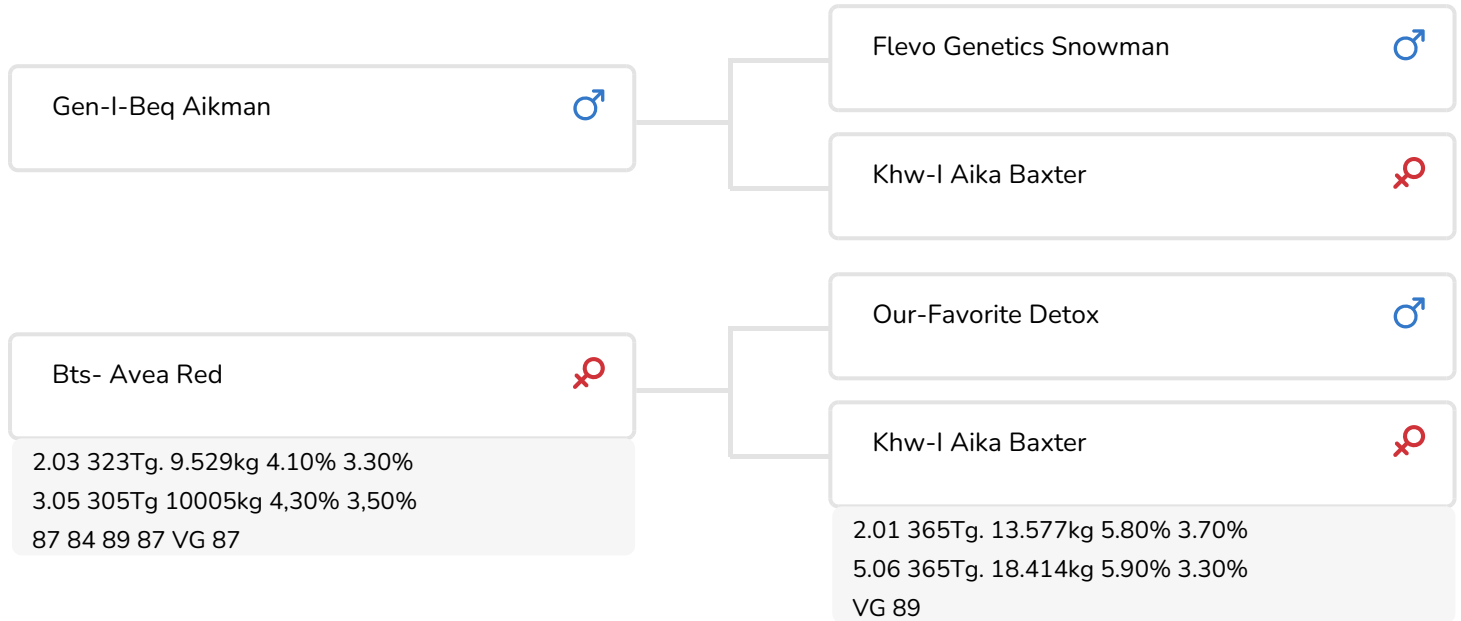 Flevo Genetics Snowman
Gen-I-Beq Aikman
Khw-I Aika Baxter
Our-Favorite Detox
Bts- Avea Red
2.03 323Tg. 9.529kg 4.10% 3.30%
3.05 305Tg 10005kg 4,30% 3,50%
87 84 89 87 VG 87
Khw-I Aika Baxter
2.01 365Tg. 13.577kg 5.80% 3.70%
5.06 365Tg. 18.414kg 5.90% 3.30%
VG 89